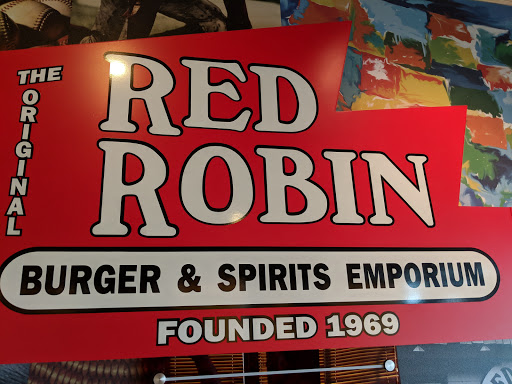 THE ORIGINAL
RED
ROBIN
BURGER & SPIRITS EMPORIUM
FOUNDED 1969